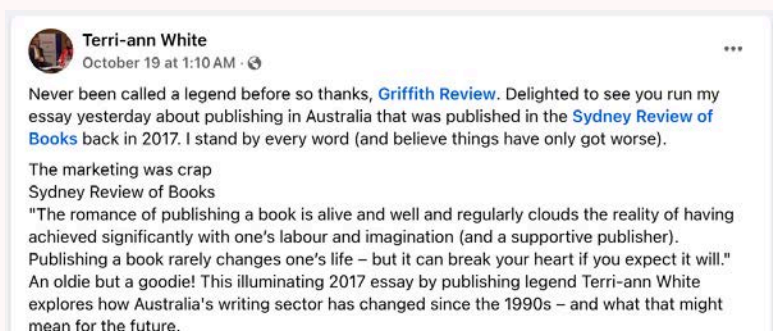 Terri-ann White
October 19 at 1:10 AM ·
Never been called a legend before so thanks, Griffith Review. Delighted to see you run my
essay yesterday about publishing in Australia that was published in the Sydney Review of
Books back in 2017. I stand by every word (and believe things have only got worse).
The marketing was crap
Sydney Review of Books
"The romance of publishing a book is alive and well and regularly clouds the reality of having
achieved significantly with one's labour and imagination (and a supportive publisher).
Publishing a book rarely changes one's life – but it can break your heart if you expect it will."
An oldie but a goodie! This illuminating 2017 essay by publishing legend Terri-ann White
explores how Australia's writing sector has changed since the 1990s – and what that might
mean for the future.